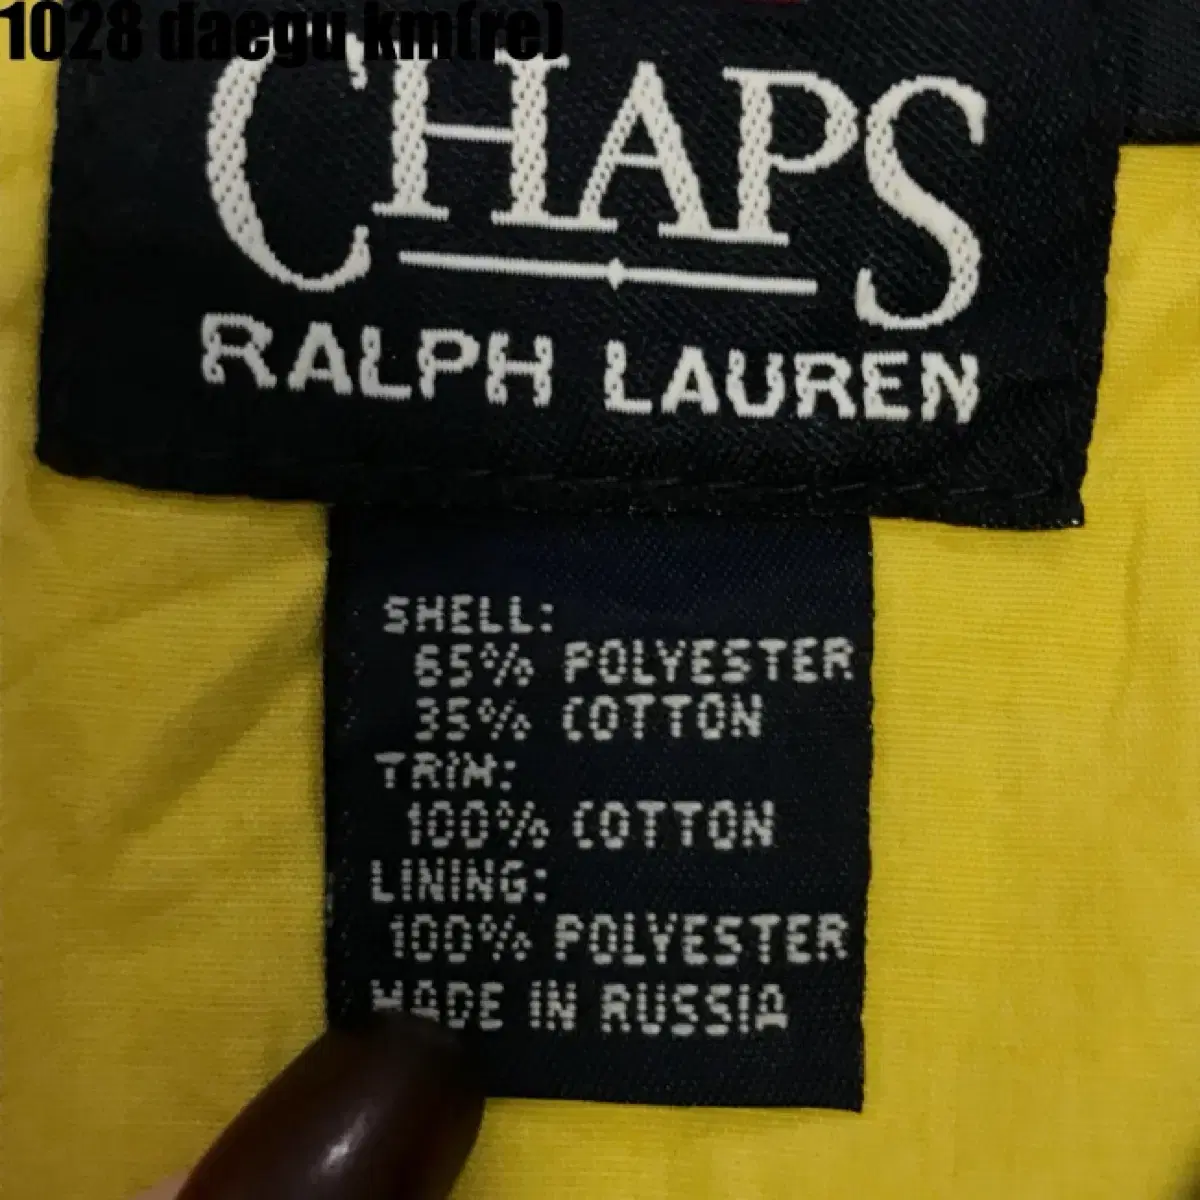 1028 daegu km(re)
CHAPS
RALPH LAUREN
SHELL:
65% POLYESTER
35% COTTON
TRIM:
100% COTTON
LINING:
100% POLYESTER
MADE IN RUSSIA